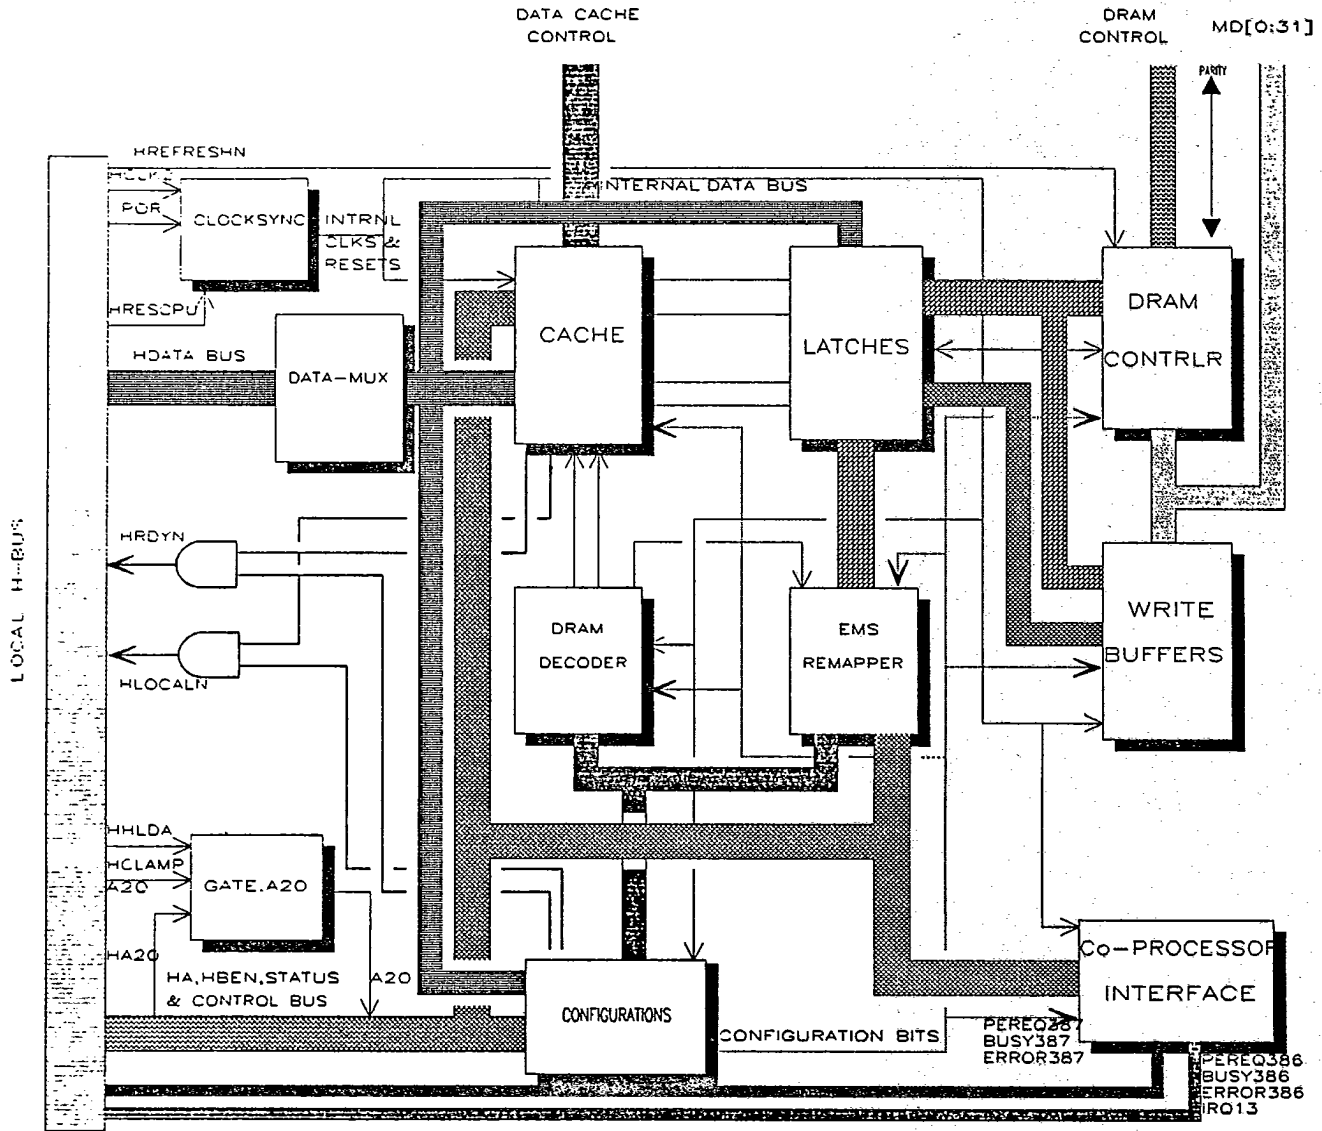 DATA CACHE
CONTROL
DRAM
CONTROL
MD[0:31]
PARITY
HREFRESHN
INTERNAL DATA BUS
POR
CLOCKSYNC
INTRNL
CLKS &
RESETS
HRESCPU
HDATA BUS
DATA-MUX
CACHE
LATCHES
DRAM
CONTRLR
HRDYN
HLOCALN
LOCAL H-BUS
DRAM
DECODER
EMS
REMAPPER
WRITE
BUFFERS
HHLDA
HCLAMP
A20
GATE.A20
HA20
HA,HBEN,STATUS
& CONTROL BUS
A20
CONFIGURATIONS
CONFIGURATION BITS
Co-PROCESSOR
INTERFACE
PEREQ387
BUSY387
ERROR387
PEREQ386
BUSY386
ERROR386
IRQ13